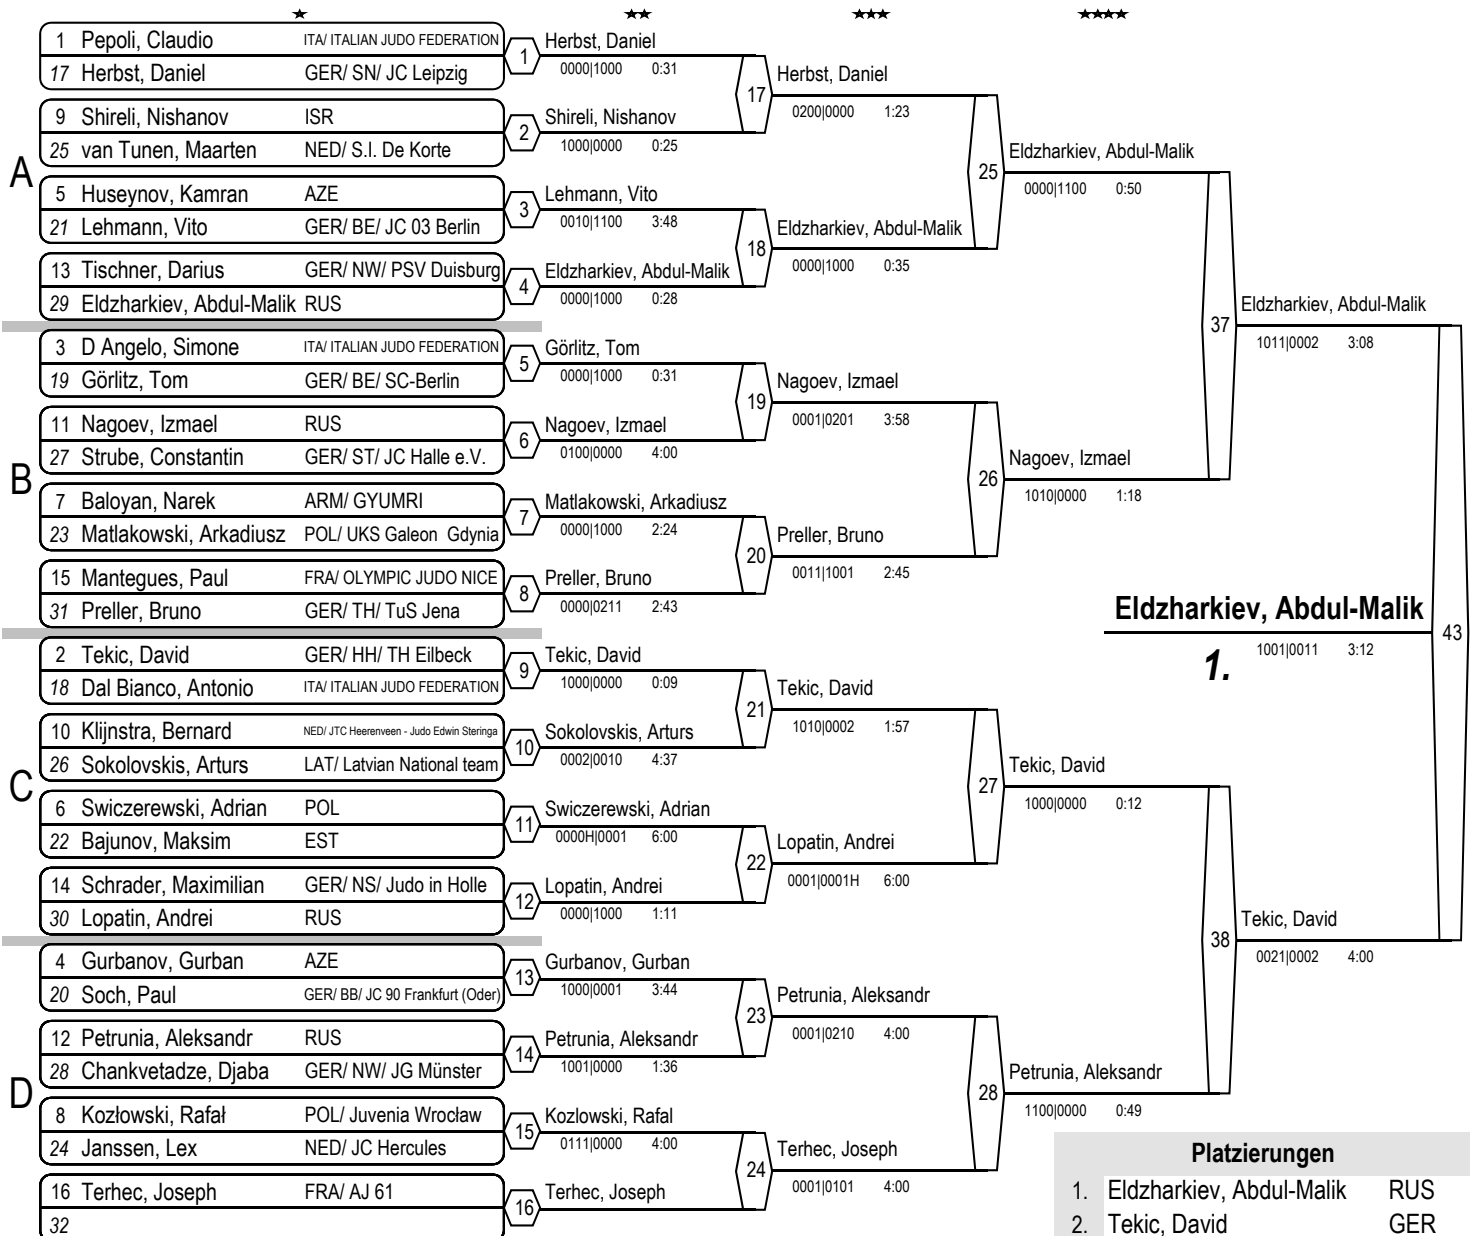 1 Pepoli, Claudio ITA/ ITALIAN JUDO FEDERATION
17 Herbst, Daniel GER/ SN/ JC Leipzig
9 Shireli, Nishanov ISR
25 van Tunen, Maarten NED/ S.I. De Korte
A
5 Huseynov, Kamran AZE
21 Lehmann, Vito GER/ BE/ JC 03 Berlin
13 Tischner, Darius GER/ NW/ PSV Duisburg
29 Eldzharkiev, Abdul-Malik RUS
3 D Angelo, Simone ITA/ ITALIAN JUDO FEDERATION
19 Görlitz, Tom GER/ BE/ SC-Berlin
11 Nagoev, Izmael RUS
27 Strube, Constantin GER/ ST/ JC Halle e.V.
B
7 Baloyan, Narek ARM/ GYUMRI
23 Matlakowski, Arkadiusz POL/ UKS Galeon Gdynia
15 Mantegues, Paul FRA/ OLYMPIC JUDO NICE
31 Preller, Bruno GER/ TH/ TuS Jena
2 Tekic, David GER/ HH/ TH Eilbeck
18 Dal Bianco, Antonio ITA/ ITALIAN JUDO FEDERATION
10 Klijnstra, Bernard NED/ JTC Heerenveen - Judo Edwin Steringa
26 Sokolovskis, Arturs LAT/ Latvian National team
C
6 Swiczerewski, Adrian POL
22 Bajunov, Maksim EST
14 Schrader, Maximilian GER/ NS/ Judo in Holle
30 Lopatin, Andrei RUS
4 Gurbanov, Gurban AZE
20 Soch, Paul GER/ BB/ JC 90 Frankfurt (Oder)
12 Petrunia, Aleksandr RUS
28 Chankvetadze, Djaba GER/ NW/ JG Münster
D
8 Kozłowski, Rafał POL/ Juvenia Wrocław
24 Janssen, Lex NED/ JC Hercules
16 Terhec, Joseph FRA/ AJ 61
32
1 Herbst, Daniel
0000|1000 0:31
2 Shireli, Nishanov
1000|0000 0:25
3 Lehmann, Vito
0010|1100 3:48
4 Eldzharkiev, Abdul-Malik
0000|1000 0:28
5 Görlitz, Tom
0000|1000 0:31
6 Nagoev, Izmael
0100|0000 4:00
7 Matlakowski, Arkadiusz
0000|1000 2:24
8 Preller, Bruno
0000|0211 2:43
9 Tekic, David
1000|0000 0:09
10 Sokolovskis, Arturs
0002|0010 4:37
11 Swiczerewski, Adrian
0000H|0001 6:00
12 Lopatin, Andrei
0000|1000 1:11
13 Gurbanov, Gurban
1000|0001 3:44
14 Petrunia, Aleksandr
1001|0000 1:36
15 Kozlowski, Rafal
0111|0000 4:00
16 Terhec, Joseph
17 Herbst, Daniel
0200|0000 1:23
18 Eldzharkiev, Abdul-Malik
0000|1000 0:35
19 Nagoev, Izmael
0001|0201 3:58
20 Preller, Bruno
0011|1001 2:45
21 Tekic, David
1010|0002 1:57
22 Lopatin, Andrei
0001|0001H 6:00
23 Petrunia, Aleksandr
0001|0210 4:00
24 Terhec, Joseph
0001|0101 4:00
25 Eldzharkiev, Abdul-Malik
0000|1100 0:50
26 Nagoev, Izmael
1010|0000 1:18
27 Tekic, David
1000|0000 0:12
28 Petrunia, Aleksandr
1100|0000 0:49
37 Eldzharkiev, Abdul-Malik
1011|0002 3:08
38 Tekic, David
0021|0002 4:00
Eldzharkiev, Abdul-Malik 43
1. 1001|0011 3:12
Platzierungen
1. Eldzharkiev, Abdul-Malik RUS
2. Tekic, David GER